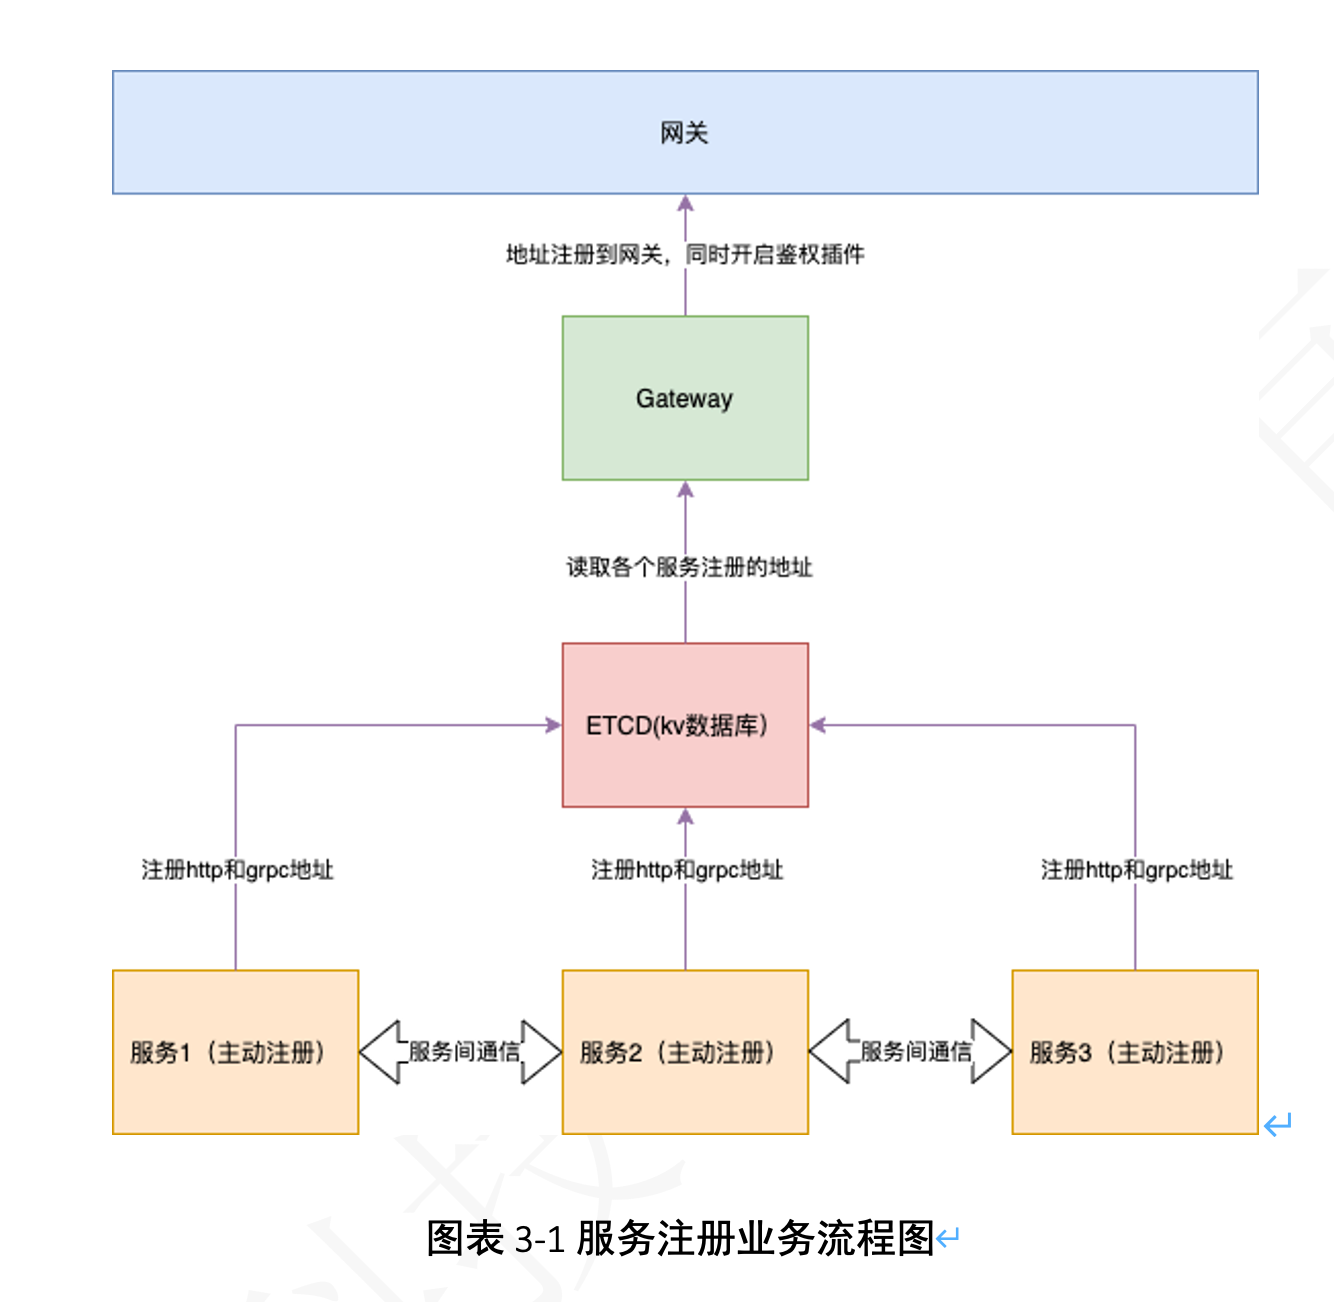 网关
地址注册到网关，同时开启鉴权插件
Gateway
读取各个服务注册的地址
ETCD(kv数据库）
注册http和grpc地址
注册http和grpc地址
注册http和grpc地址
服务1（主动注册）
服务间通信
服务2（主动注册）
服务间通信
服务3（主动注册）
图表 3-1 服务注册业务流程图